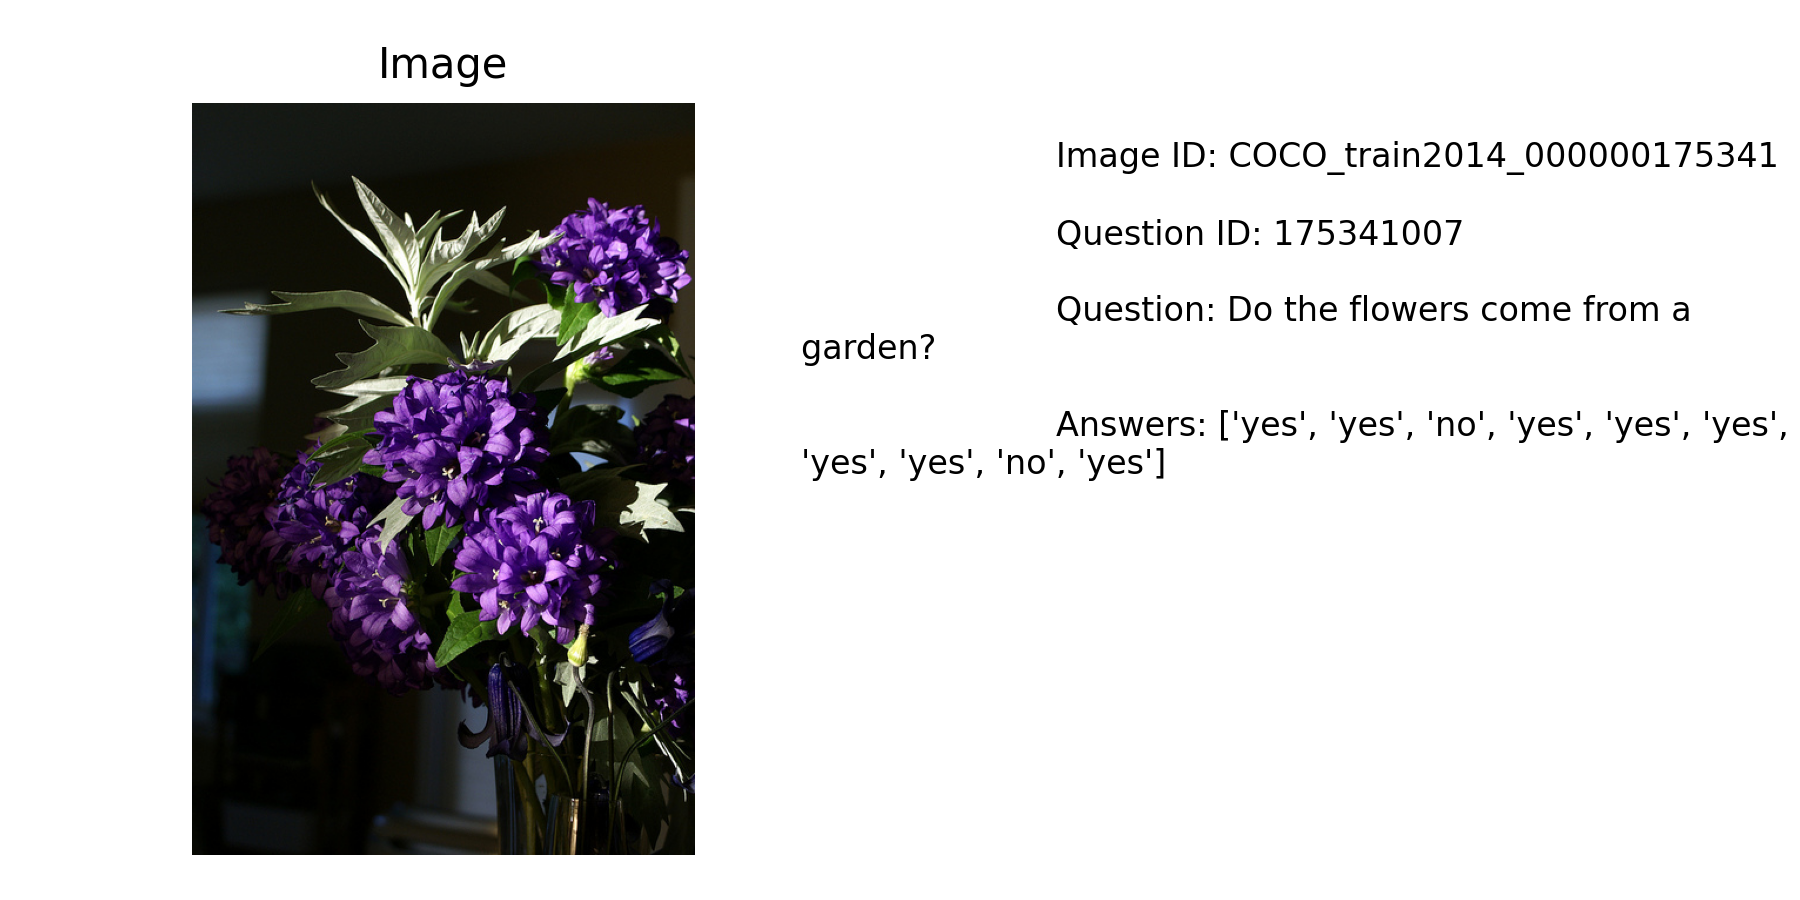 Image
Image ID: COCO_train2014_000000175341
Question ID: 175341007
Question: Do the flowers come from a
garden?
Answers: ['yes', 'yes', 'no', 'yes', 'yes', 'yes',
'yes', 'yes', 'no', 'yes']